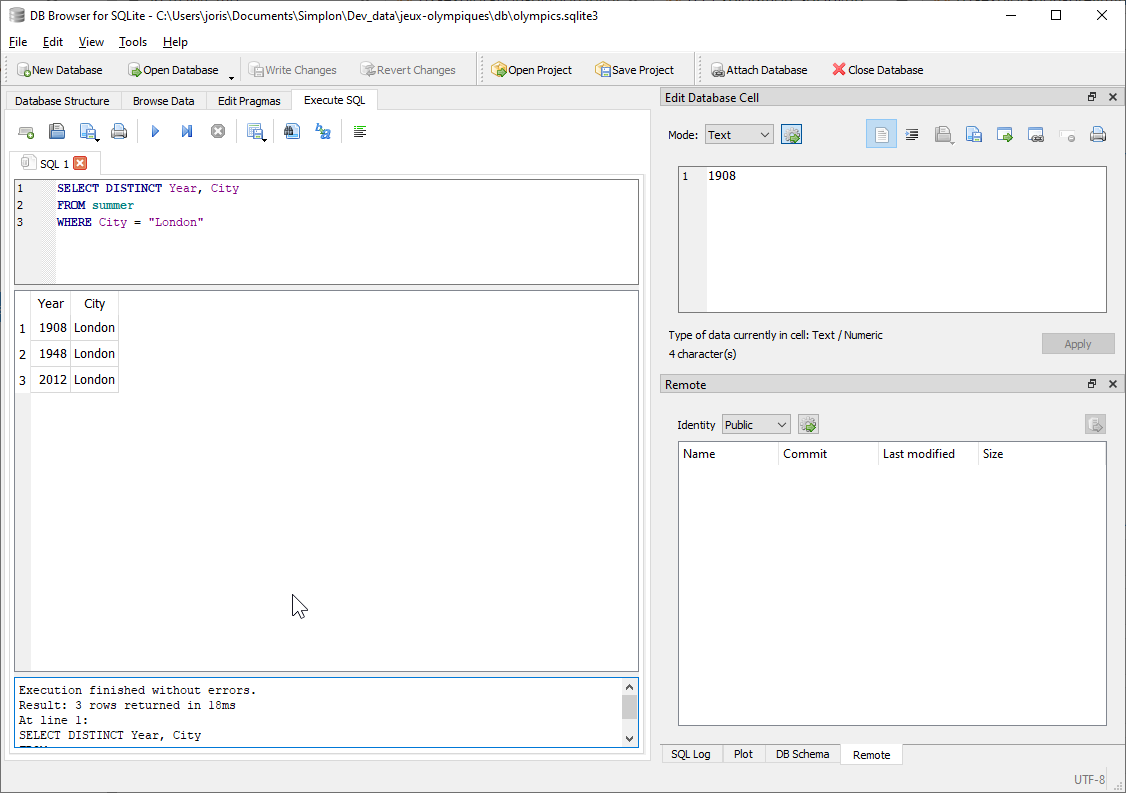 DB Browser for SQLite - C:\Users\joris\Documents\Simplon\Dev_data\jeux-olympiques\db\olympics.sqlite3
File Edit View Tools Help
New Database Open Database Write Changes Revert Changes Open Project Save Project Attach Database Close Database
Database Structure Browse Data Edit Pragmas Execute SQL
SQL 1
1 SELECT DISTINCT Year, City
2 FROM summer
3 WHERE City = "London"
Year City
1 1908 London
2 1948 London
3 2012 London
Execution finished without errors.
Result: 3 rows returned in 18ms
At line 1:
SELECT DISTINCT Year, City
Edit Database Cell
Mode: Text
1 1908
Type of data currently in cell: Text / Numeric
4 character(s)
Apply
Remote
Identity Public
Name Commit Last modified Size
SQL Log Plot DB Schema Remote
UTF-8